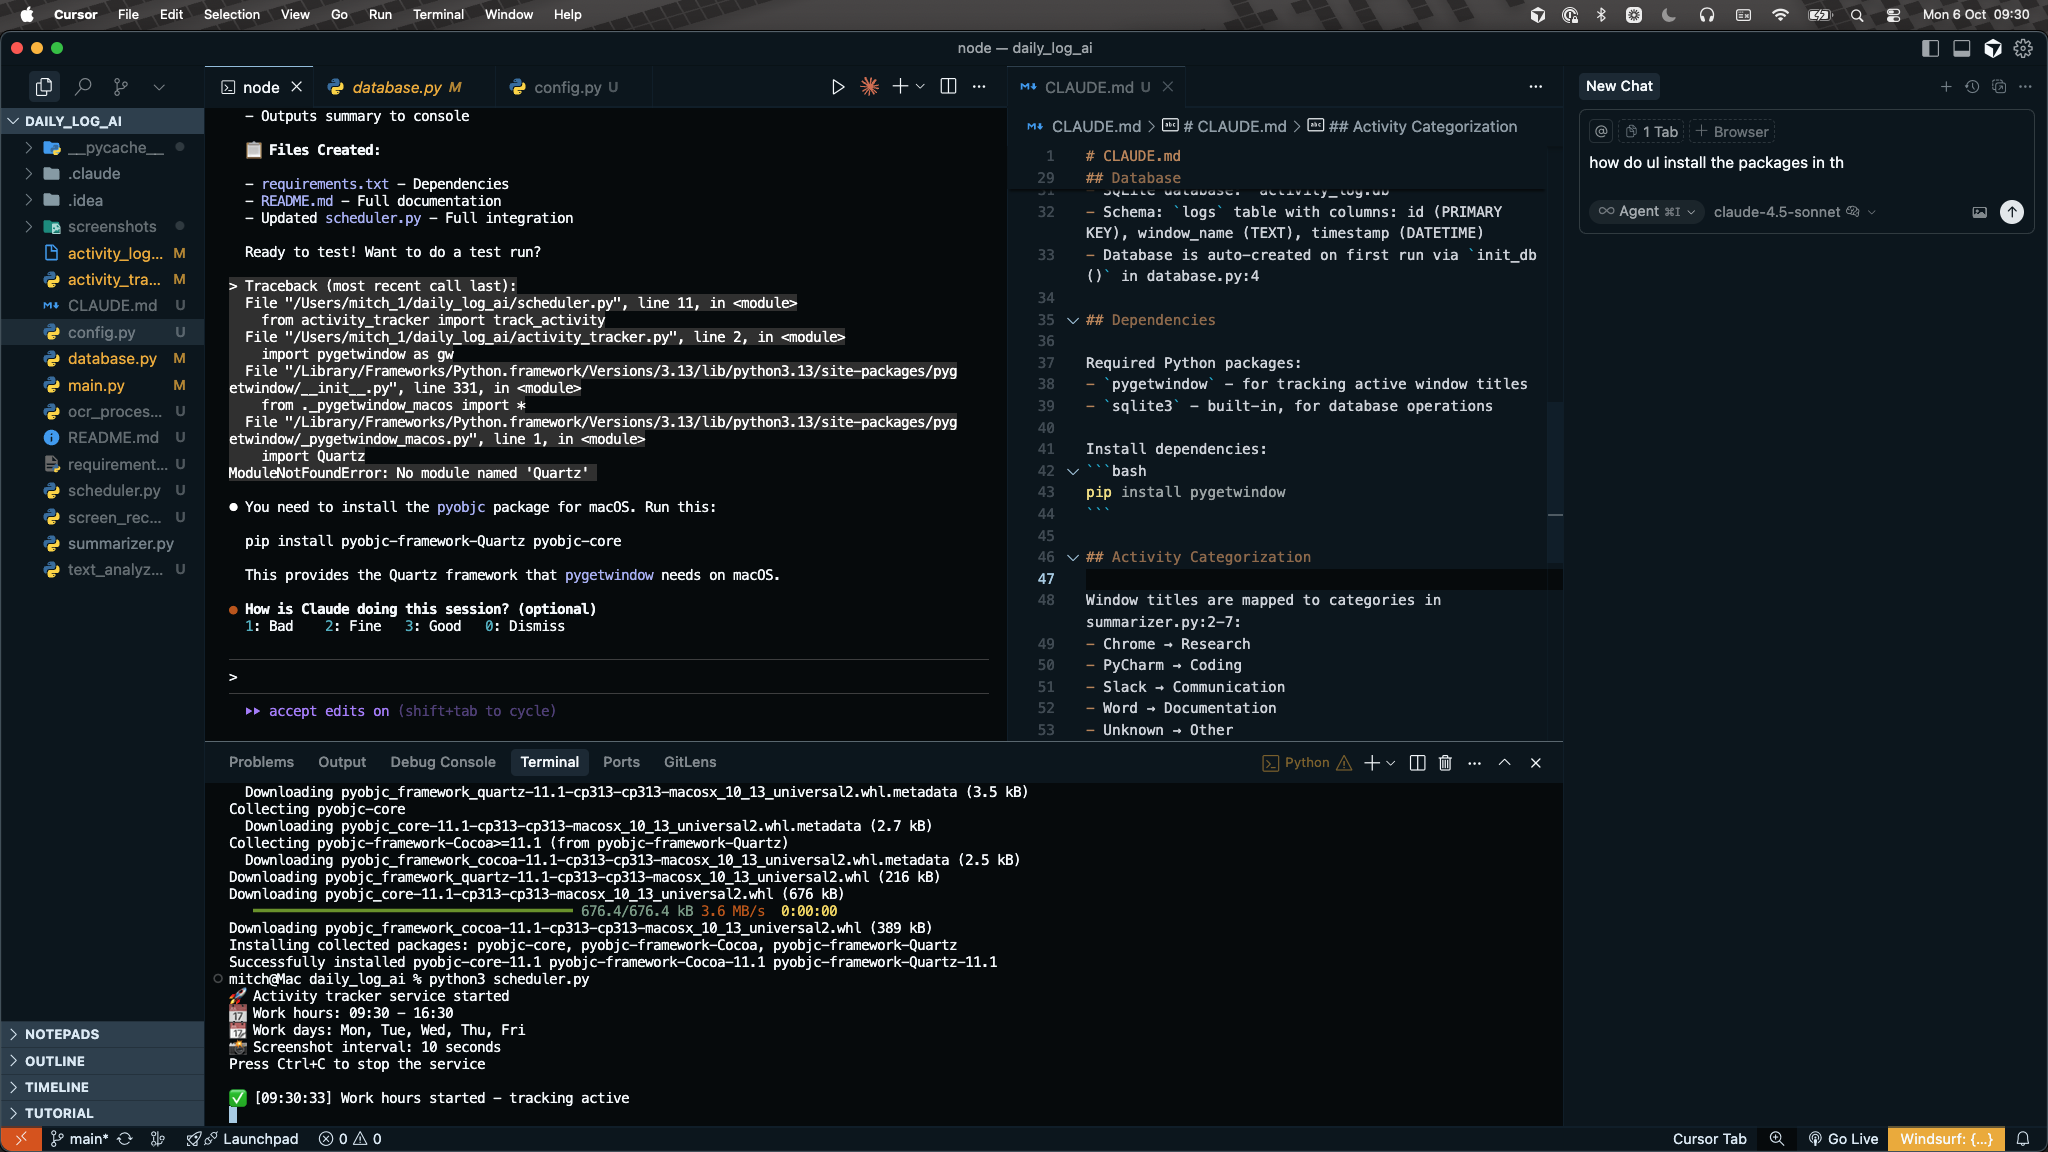 Cursor File Edit Selection View Go Run Terminal Window Help
Mon 6 Oct 09:30
node — daily_log_ai
DAILY_LOG_AI
__pycache__
.claude
.idea
screenshots
activity_log... M
activity_tra... M
CLAUDE.md U
config.py U
database.py M
main.py M
ocr_proces... U
README.md U
requirement... U
scheduler.py U
screen_rec... U
summarizer.py
text_analyz... U
NOTEPADS
OUTLINE
TIMELINE
TUTORIAL
node
database.py M
config.py U
- Outputs summary to console
📋 Files Created:
- requirements.txt - Dependencies
- README.md - Full documentation
- Updated scheduler.py - Full integration
Ready to test! Want to do a test run?
> Traceback (most recent call last):
File "/Users/mitch_1/daily_log_ai/scheduler.py", line 11, in <module>
from activity_tracker import track_activity
File "/Users/mitch_1/daily_log_ai/activity_tracker.py", line 2, in <module>
import pygetwindow as gw
File "/Library/Frameworks/Python.framework/Versions/3.13/lib/python3.13/site-packages/pyg
etwindow/__init__.py", line 331, in <module>
from ._pygetwindow_macos import *
File "/Library/Frameworks/Python.framework/Versions/3.13/lib/python3.13/site-packages/pyg
etwindow/_pygetwindow_macos.py", line 1, in <module>
import Quartz
ModuleNotFoundError: No module named 'Quartz'
● You need to install the pyobjc package for macOS. Run this:
pip install pyobjc-framework-Quartz pyobjc-core
This provides the Quartz framework that pygetwindow needs on macOS.
● How is Claude doing this session? (optional)
1: Bad 2: Fine 3: Good 0: Dismiss
>
▸▸ accept edits on (shift+tab to cycle)
CLAUDE.md U
CLAUDE.md > # CLAUDE.md > ## Activity Categorization
1 # CLAUDE.md
29 ## Database
31 - SQLite database: `activity_log.db`
32 - Schema: `logs` table with columns: id (PRIMARY
KEY), window_name (TEXT), timestamp (DATETIME)
33 - Database is auto-created on first run via `init_db
()` in database.py:4
34
35 ## Dependencies
36
37 Required Python packages:
38 - `pygetwindow` - for tracking active window titles
39 - `sqlite3` - built-in, for database operations
40
41 Install dependencies:
42 ```bash
43 pip install pygetwindow
44 ```
45
46 ## Activity Categorization
47
48 Window titles are mapped to categories in
summarizer.py:2-7:
49 - Chrome → Research
50 - PyCharm → Coding
51 - Slack → Communication
52 - Word → Documentation
53 - Unknown → Other
New Chat
@ 1 Tab + Browser
how do uI install the packages in th
∞ Agent ⌘I claude-4.5-sonnet
Problems Output Debug Console Terminal Ports GitLens
Python
Downloading pyobjc_framework_quartz-11.1-cp313-cp313-macosx_10_13_universal2.whl.metadata (3.5 kB)
Collecting pyobjc-core
Downloading pyobjc_core-11.1-cp313-cp313-macosx_10_13_universal2.whl.metadata (2.7 kB)
Collecting pyobjc-framework-Cocoa>=11.1 (from pyobjc-framework-Quartz)
Downloading pyobjc_framework_cocoa-11.1-cp313-cp313-macosx_10_13_universal2.whl.metadata (2.5 kB)
Downloading pyobjc_framework_quartz-11.1-cp313-cp313-macosx_10_13_universal2.whl (216 kB)
Downloading pyobjc_core-11.1-cp313-cp313-macosx_10_13_universal2.whl (676 kB)
676.4/676.4 kB 3.6 MB/s 0:00:00
Downloading pyobjc_framework_cocoa-11.1-cp313-cp313-macosx_10_13_universal2.whl (389 kB)
Installing collected packages: pyobjc-core, pyobjc-framework-Cocoa, pyobjc-framework-Quartz
Successfully installed pyobjc-core-11.1 pyobjc-framework-Cocoa-11.1 pyobjc-framework-Quartz-11.1
mitch@Mac daily_log_ai % python3 scheduler.py
🚀 Activity tracker service started
📅 Work hours: 09:30 - 16:30
📆 Work days: Mon, Tue, Wed, Thu, Fri
📸 Screenshot interval: 10 seconds
Press Ctrl+C to stop the service
✅ [09:30:33] Work hours started - tracking active
main* Launchpad 0 0
Cursor Tab Go Live Windsurf: {...}